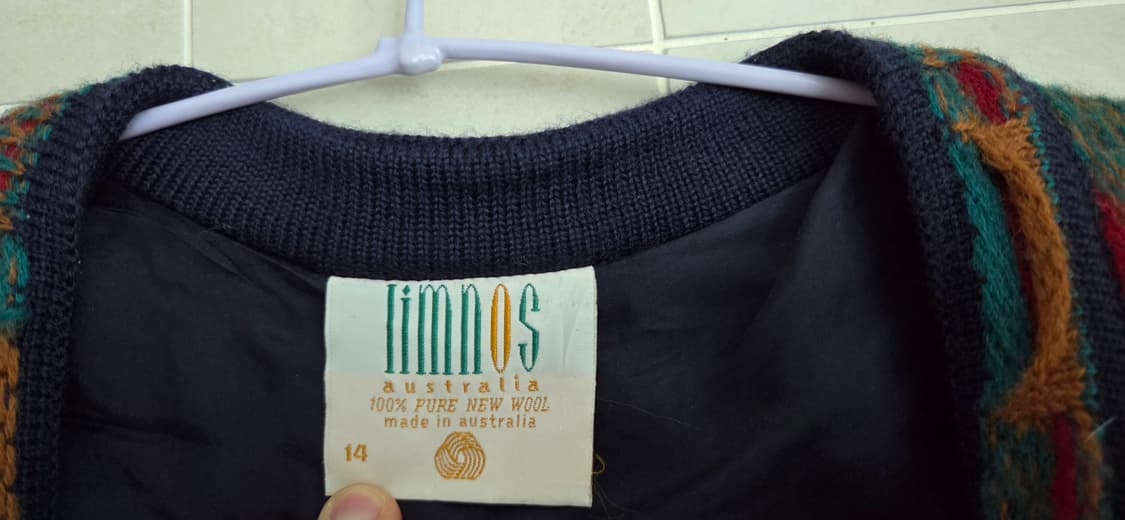 limnos
australia
100% PURE NEW WOOL
made in australia
14